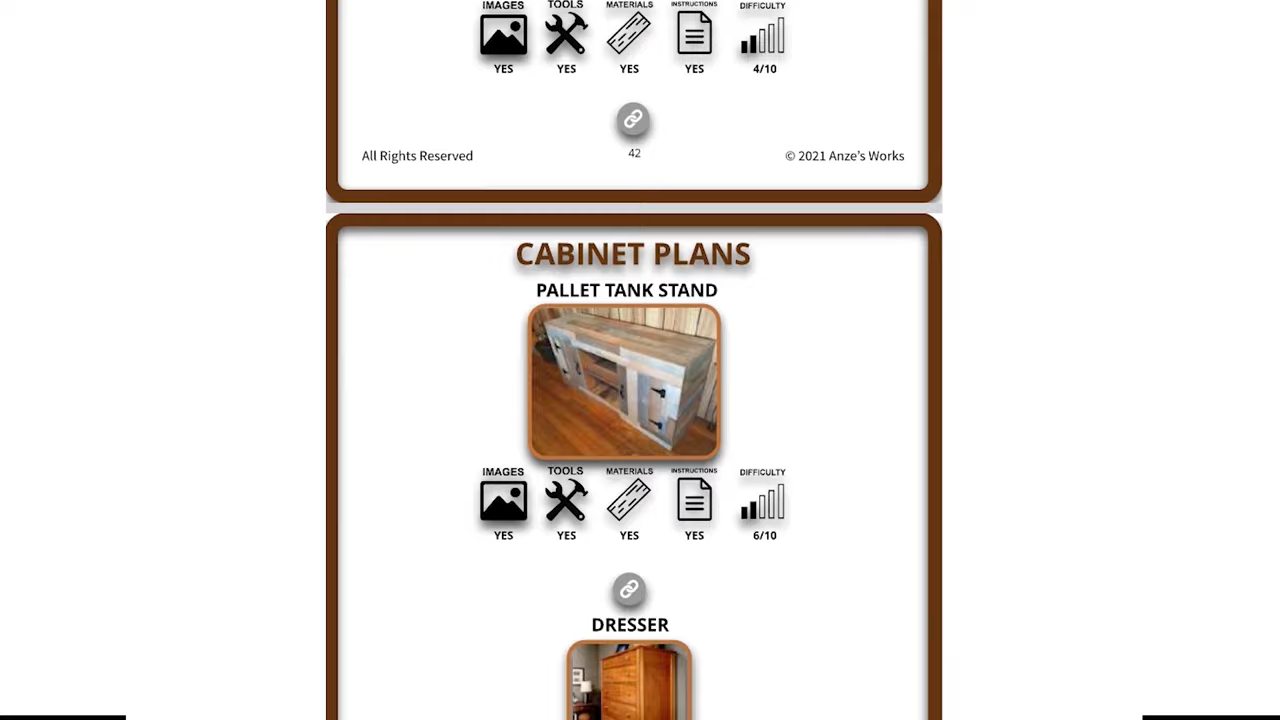 IMAGES TOOLS MATERIALS INSTRUCTIONS DIFFICULTY
YES YES YES YES 4/10
All Rights Reserved 42 © 2021 Anze's Works
CABINET PLANS
PALLET TANK STAND
IMAGES TOOLS MATERIALS INSTRUCTIONS DIFFICULTY
YES YES YES YES 6/10
DRESSER